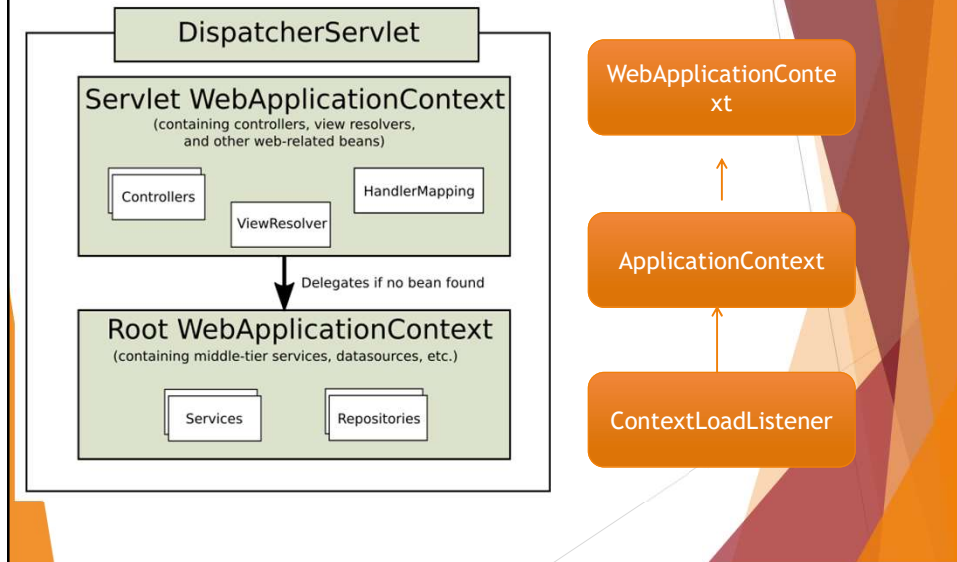 DispatcherServlet
Servlet WebApplicationContext
(containing controllers, view resolvers,
and other web-related beans)
Controllers
HandlerMapping
ViewResolver
Delegates if no bean found
Root WebApplicationContext
(containing middle-tier services, datasources, etc.)
Services
Repositories
WebApplicationConte
xt
ApplicationContext
ContextLoadListener